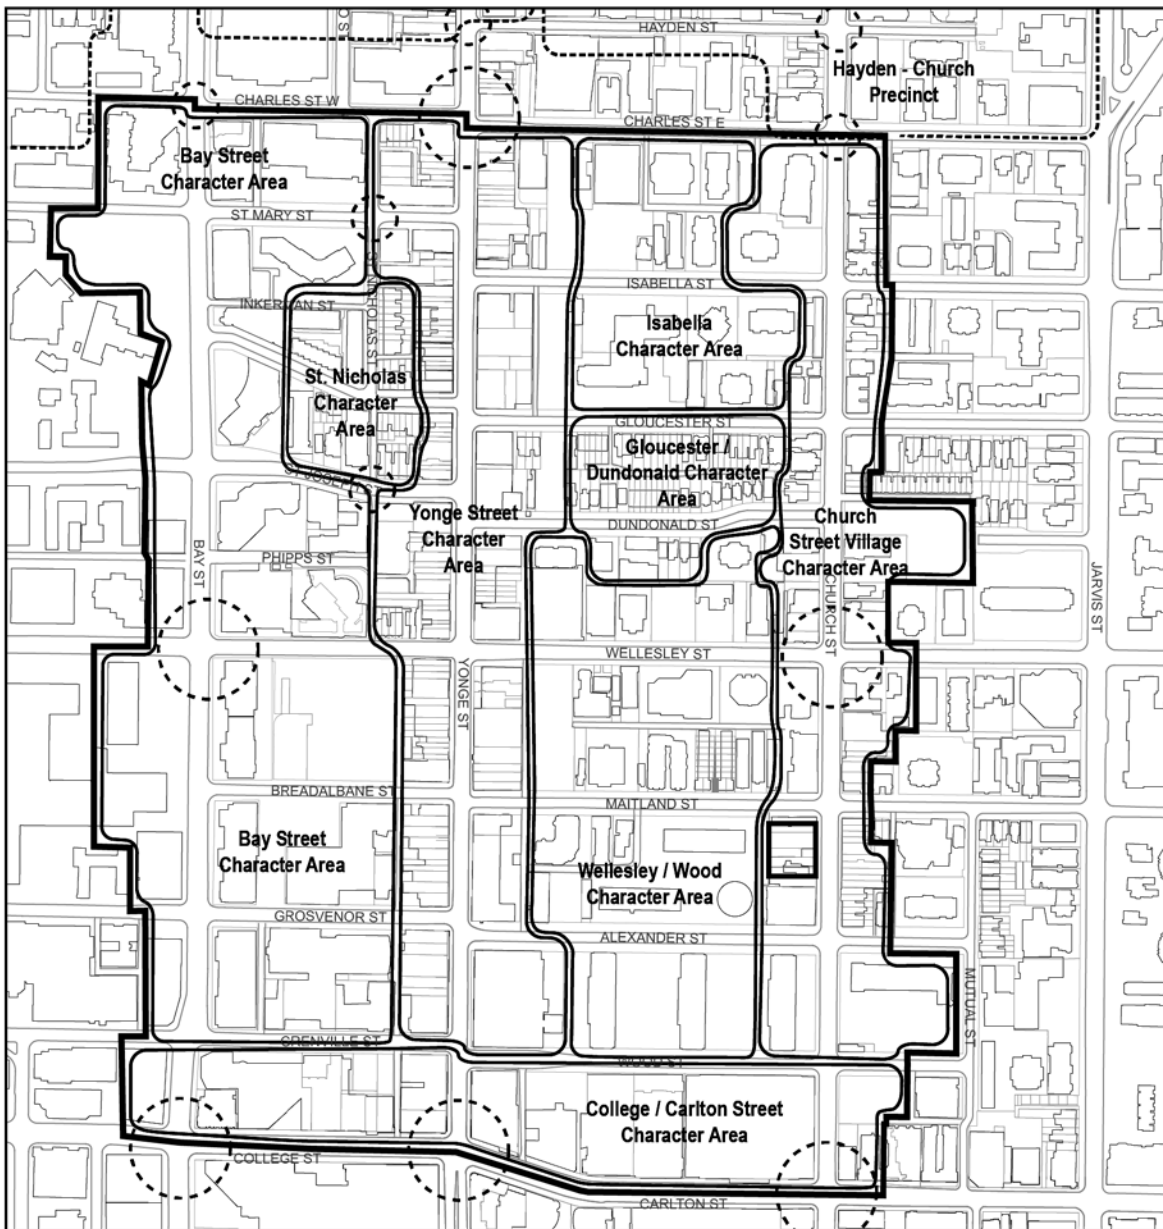 HAYDEN ST
Hayden - Church
Precinct
CHARLES ST W
CHARLES ST E
Bay Street
Character Area
ST MARY ST
ISABELLA ST
INKERMAN ST
Isabella
Character Area
St. Nicholas
Character
Area
GLOUCESTER ST
Gloucester /
Dundonald Character
Area
Yonge Street
Character
Area
DUNDONALD ST
Church
Street Village
Character Area
PHIPPS ST
BAY ST
CHURCH ST
JARVIS ST
WELLESLEY ST
YONGE ST
BREADALBANE ST
MAITLAND ST
Bay Street
Character Area
Wellesley / Wood
Character Area
GROSVENOR ST
ALEXANDER ST
MUTUAL ST
GRENVILLE ST
WOOD ST
College / Carlton Street
Character Area
COLLEGE ST
CARLTON ST